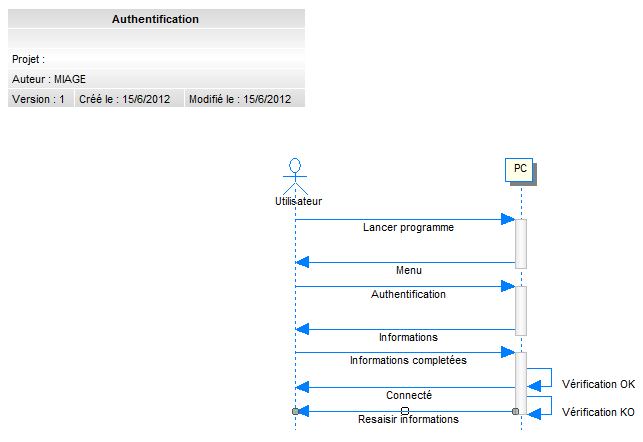 Authentification
Projet :
Auteur : MIAGE
Version : 1 Créé le : 15/6/2012 Modifié le : 15/6/2012
PC
Utilisateur
Lancer programme
Menu
Authentification
Informations
Informations completées
Vérification OK
Connecté
Vérification KO
Resaisir informations